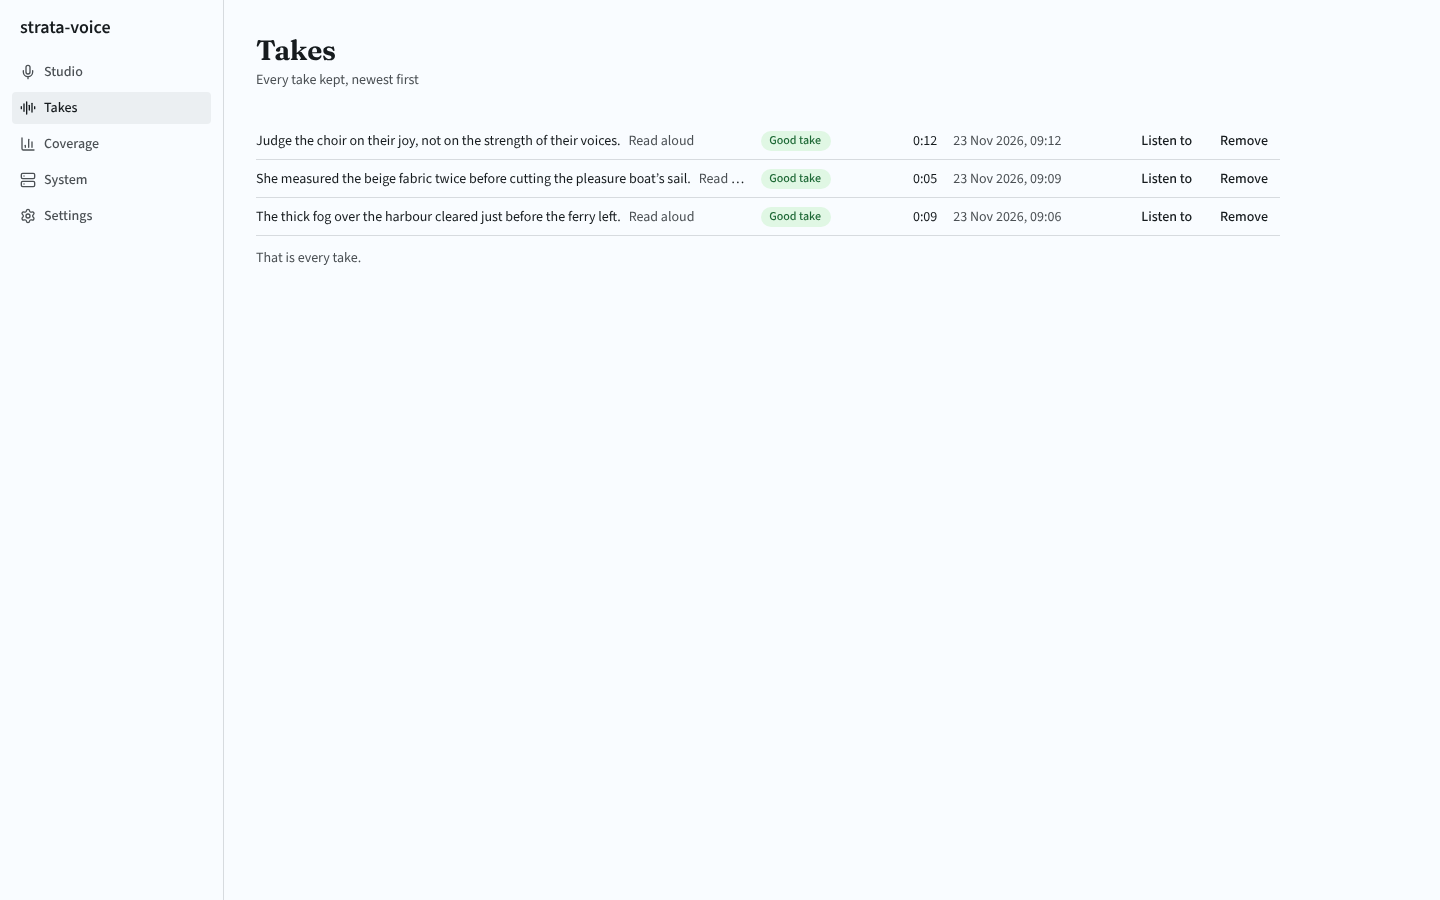 strata-voice
Studio
Takes
Coverage
System
Settings
Takes
Every take kept, newest first
Judge the choir on their joy, not on the strength of their voices. Read aloud Good take 0:12 23 Nov 2026, 09:12 Listen to Remove
She measured the beige fabric twice before cutting the pleasure boat’s sail. Read … Good take 0:05 23 Nov 2026, 09:09 Listen to Remove
The thick fog over the harbour cleared just before the ferry left. Read aloud Good take 0:09 23 Nov 2026, 09:06 Listen to Remove
That is every take.